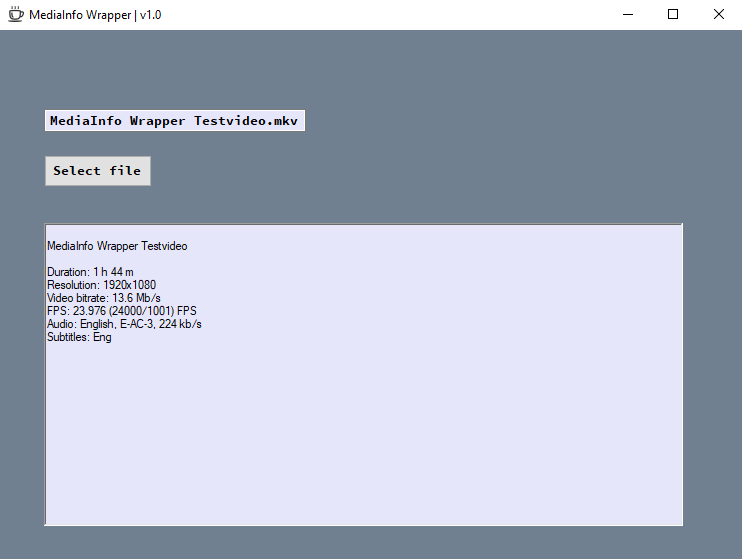 MediaInfo Wrapper | v1.0
MediaInfo Wrapper Testvideo.mkv
Select file
MediaInfo Wrapper Testvideo
Duration: 1 h 44 m
Resolution: 1920x1080
Video bitrate: 13.6 Mb/s
FPS: 23.976 (24000/1001) FPS
Audio: English, E-AC-3, 224 kb/s
Subtitles: Eng